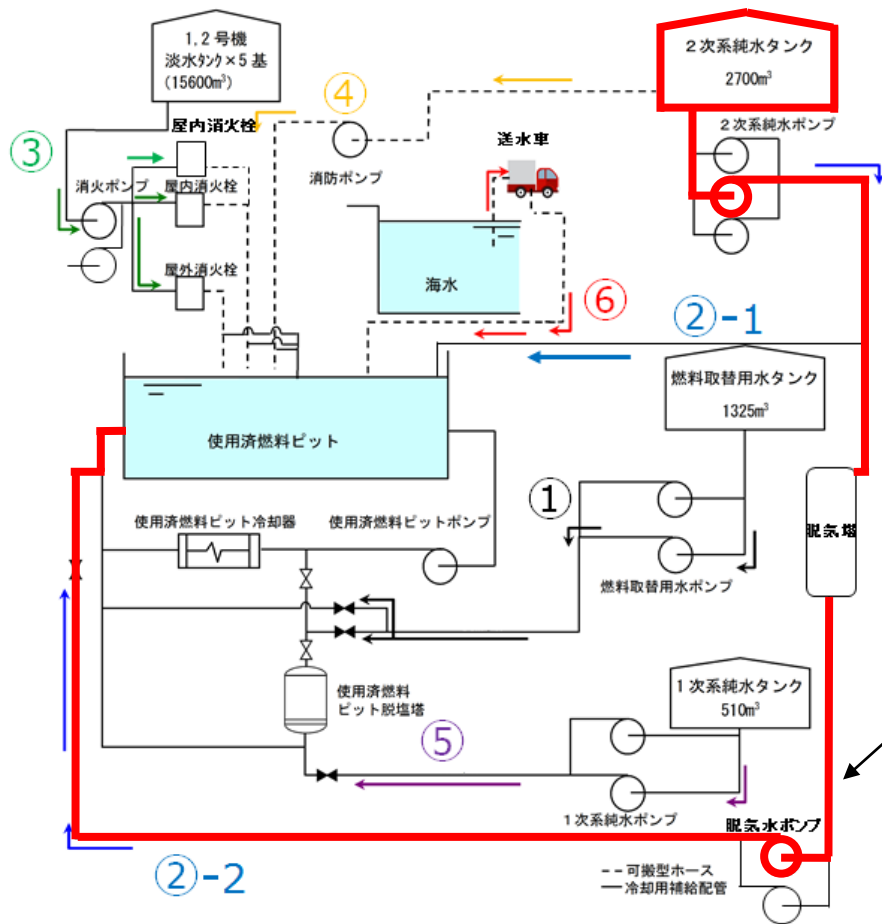 1,2号機
淡水タンク×5基
(15600m³)
2次系純水タンク
2700m³
④
屋内消火栓
③
送水車
2次系純水ポンプ
消火ポンプ
屋内消火栓
消防ポンプ
屋外消火栓
海水
⑥
②-1
燃料取替用水タンク
1325m³
使用済燃料ピット
①
使用済燃料ピット冷却器
使用済燃料ピットポンプ
脱気塔
燃料取替用水ポンプ
使用済燃料
ピット脱塩塔
1次系純水タンク
510m³
⑤
1次系純水ポンプ
脱気水ポンプ
②-2
可搬型ホース
冷却用補給配管